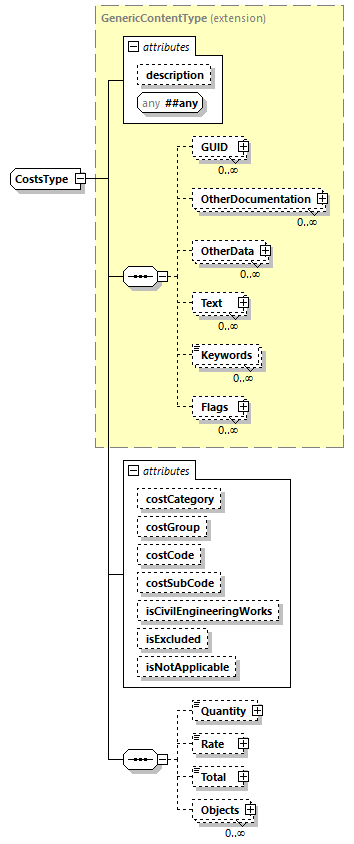 GenericContentType (extension)
attributes
description
any ##any
CostsType
GUID
0..∞
OtherDocumentation
0..∞
OtherData
0..∞
Text
0..∞
Keywords
0..∞
Flags
0..∞
attributes
costCategory
costGroup
costCode
costSubCode
isCivilEngineeringWorks
isExcluded
isNotApplicable
Quantity
Rate
Total
Objects
0..∞